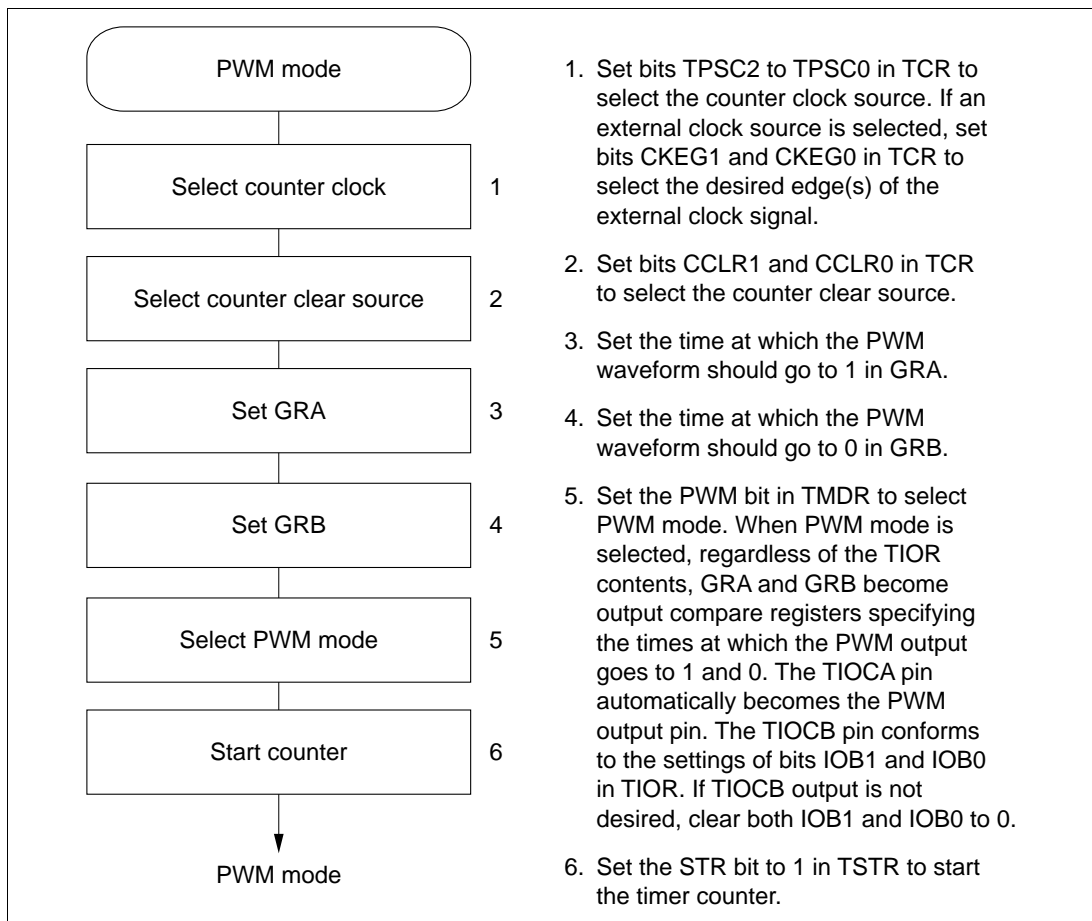 PWM mode
Select counter clock 1
Select counter clear source 2
Set GRA 3
Set GRB 4
Select PWM mode 5
Start counter 6
PWM mode
1. Set bits TPSC2 to TPSC0 in TCR to
select the counter clock source. If an
external clock source is selected, set
bits CKEG1 and CKEG0 in TCR to
select the desired edge(s) of the
external clock signal.
2. Set bits CCLR1 and CCLR0 in TCR
to select the counter clear source.
3. Set the time at which the PWM
waveform should go to 1 in GRA.
4. Set the time at which the PWM
waveform should go to 0 in GRB.
5. Set the PWM bit in TMDR to select
PWM mode. When PWM mode is
selected, regardless of the TIOR
contents, GRA and GRB become
output compare registers specifying
the times at which the PWM output
goes to 1 and 0. The TIOCA pin
automatically becomes the PWM
output pin. The TIOCB pin conforms
to the settings of bits IOB1 and IOB0
in TIOR. If TIOCB output is not
desired, clear both IOB1 and IOB0 to 0.
6. Set the STR bit to 1 in TSTR to start
the timer counter.